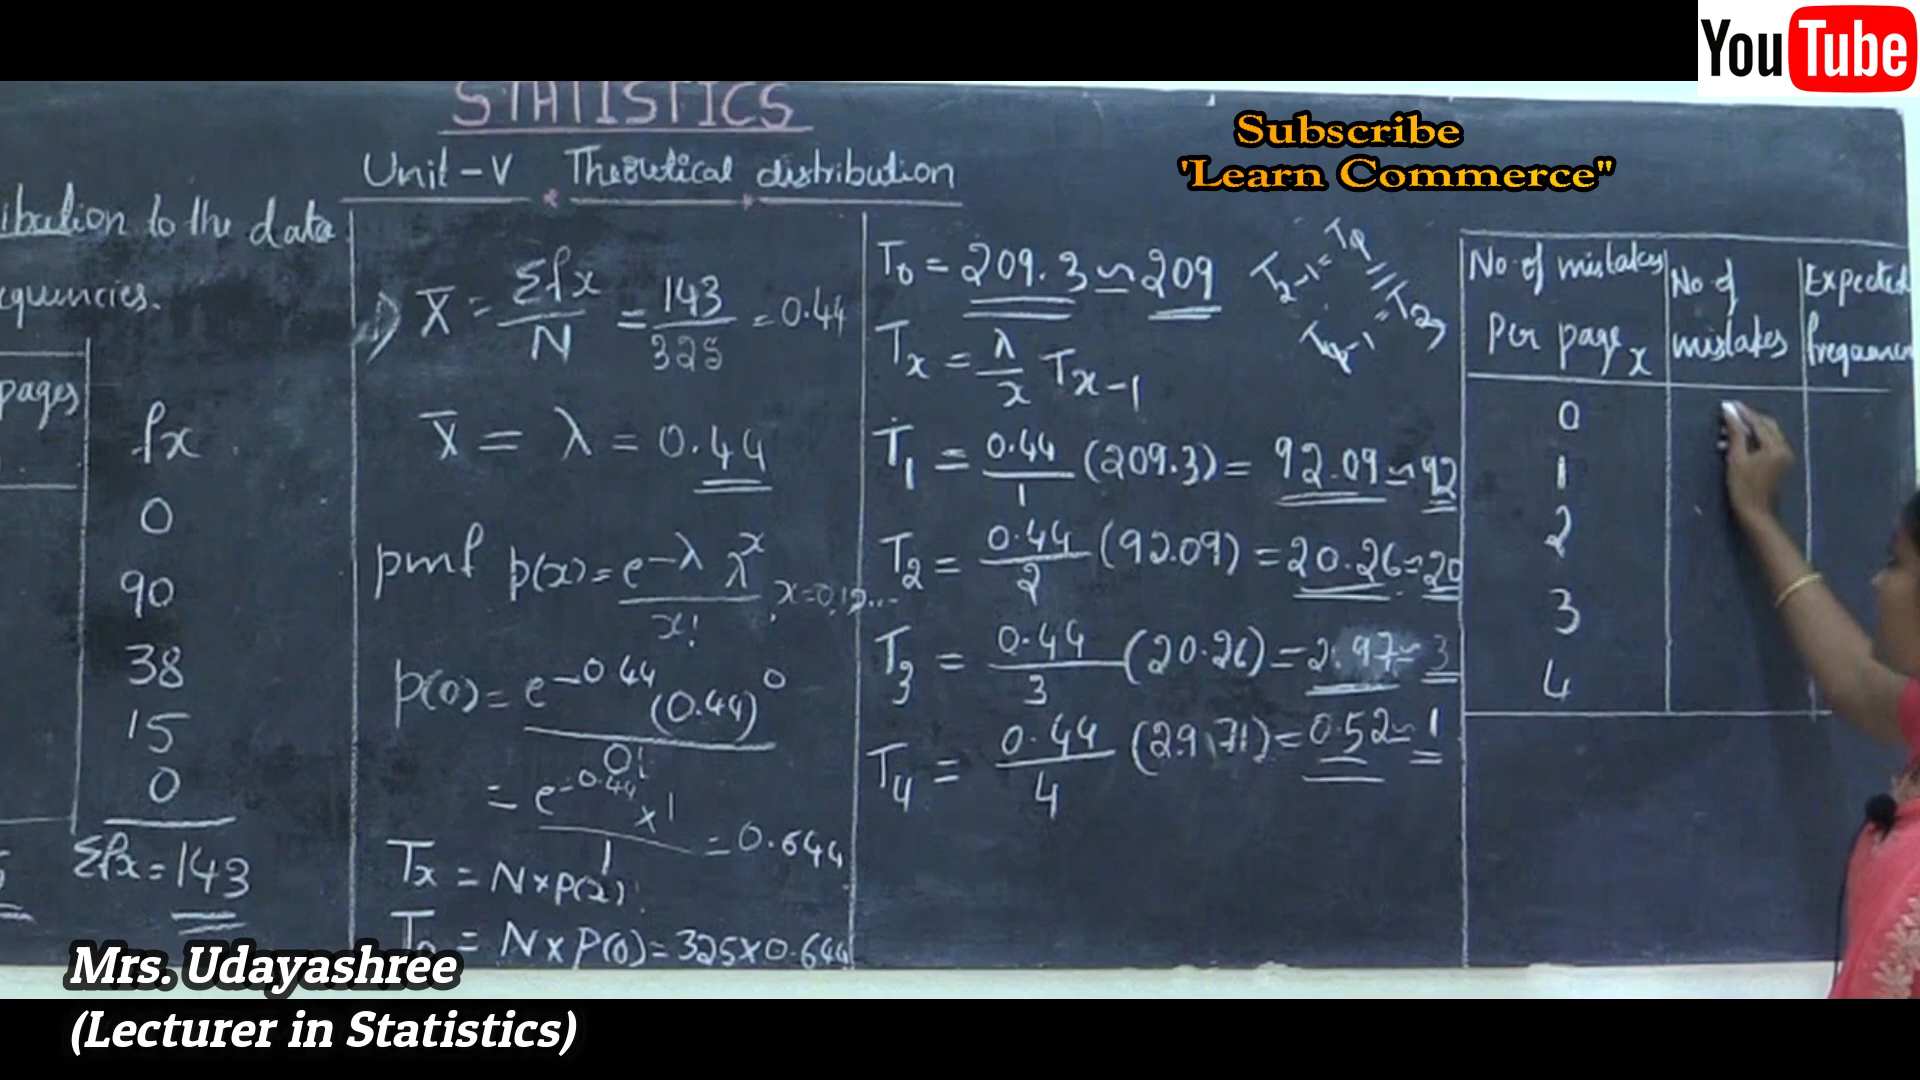 YouTube
STATISTICS
Subscribe
'Learn Commerce"
Unit - V Theoretical distribution
ibution to the data
equencies.
pages
fx
0
90
38
15
0
Σfx = 143
X̄ = Σfx / N = 143 / 325 = 0.44
X̄ = λ = 0.44
pmf p(x) = e^-λ λ^x / x! , x=0,1,2...
p(0) = e^-0.44 (0.44)^0 / 0!
= e^-0.44 × 1 / 1 = 0.644
Tx = N×P(x)
T0 = N × P(0) = 325×0.644
T0 = 209.3 ∽ 209
Tx = λ/x Tx-1
T1 = 0.44/1 (209.3) = 92.09 ∽ 92
T2 = 0.44/2 (92.09) = 20.26 = 20
T3 = 0.44/3 (20.26) = 2.97 ∽ 3
T4 = 0.44/4 (2.971) = 0.52 ∽ 1
No. of mistakes Per page x
No of mistakes
Expected
0
1
2
3
4
Mrs. Udayashree
(Lecturer in Statistics)